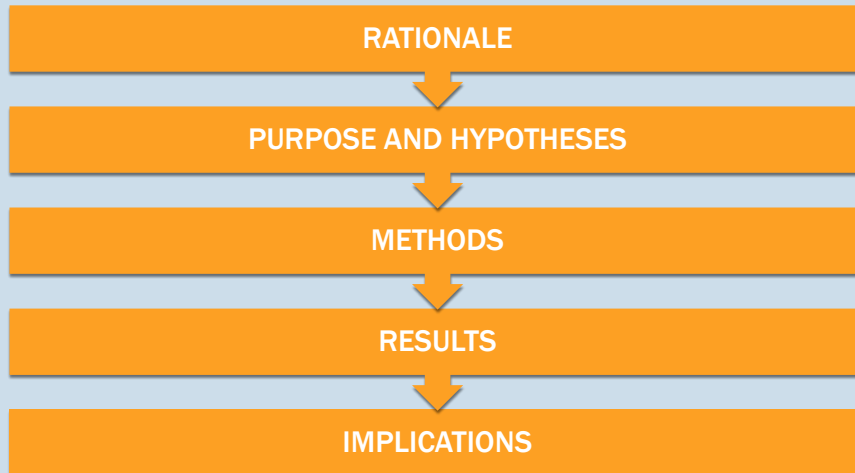 RATIONALE
PURPOSE AND HYPOTHESES
METHODS
RESULTS
IMPLICATIONS